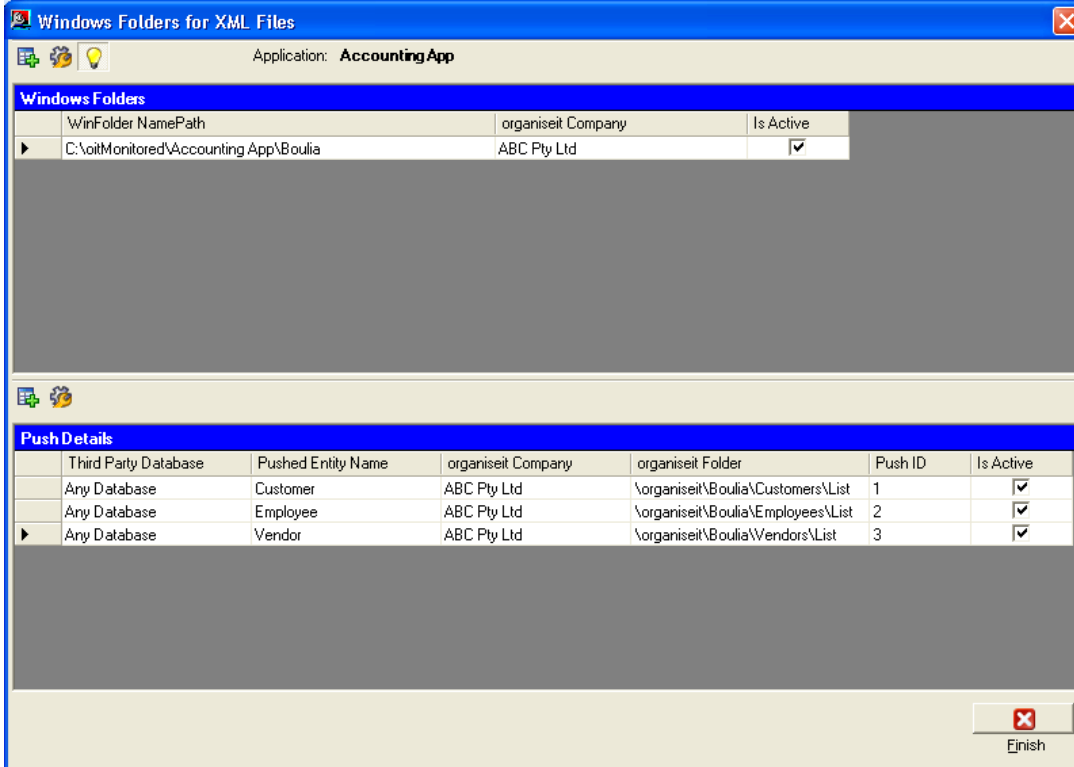 Windows Folders for XML Files
Application: Accounting App
Windows Folders
WinFolder NamePath organiseit Company Is Active
C:\oitMonitored\Accounting App\Boulia ABC Pty Ltd
Push Details
Third Party Database Pushed Entity Name organiseit Company organiseit Folder Push ID Is Active
Any Database Customer ABC Pty Ltd \organiseit\Boulia\Customers\List 1
Any Database Employee ABC Pty Ltd \organiseit\Boulia\Employees\List 2
Any Database Vendor ABC Pty Ltd \organiseit\Boulia\Vendors\List 3
Finish